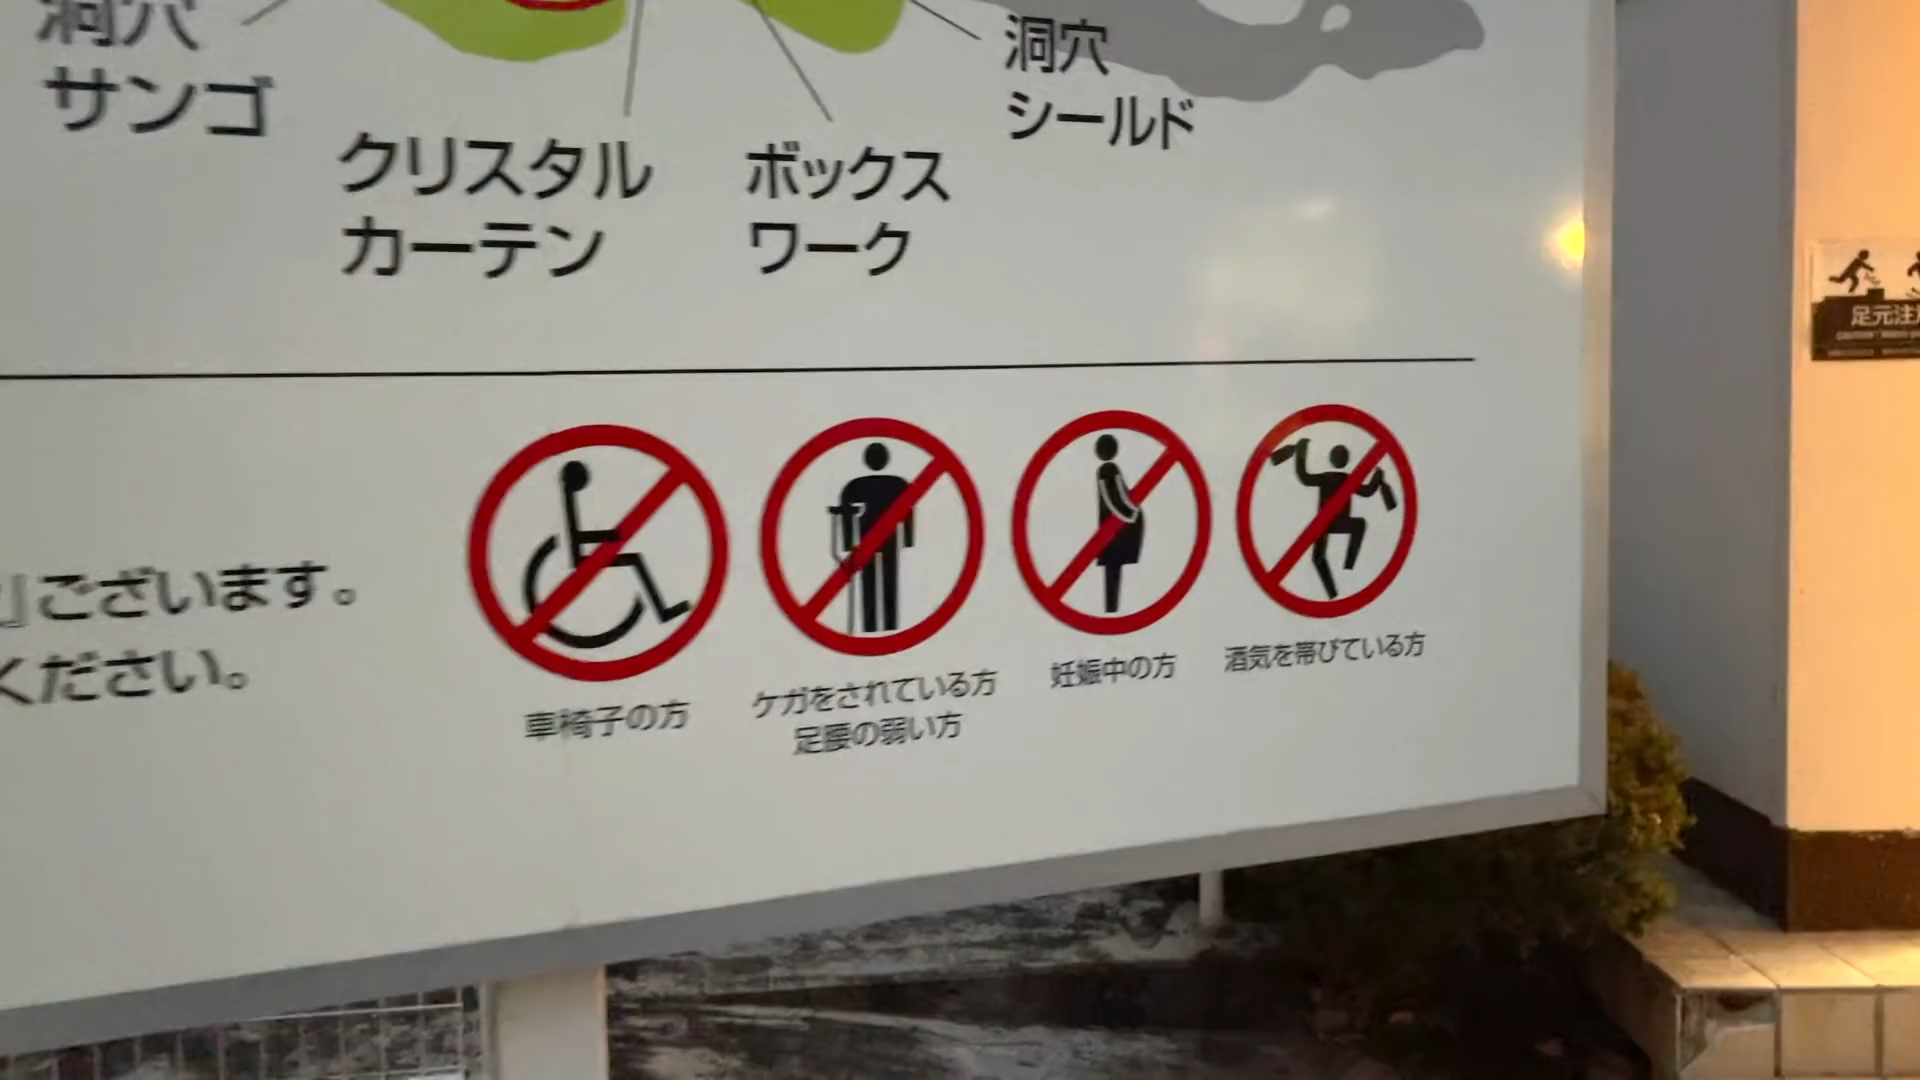 洞穴
サンゴ
クリスタル
カーテン
ボックス
ワーク
洞穴
シールド
ございます。
ください。
車椅子の方
ケガをされている方
足腰の弱い方
妊娠中の方
酒気を帯びている方
足元注